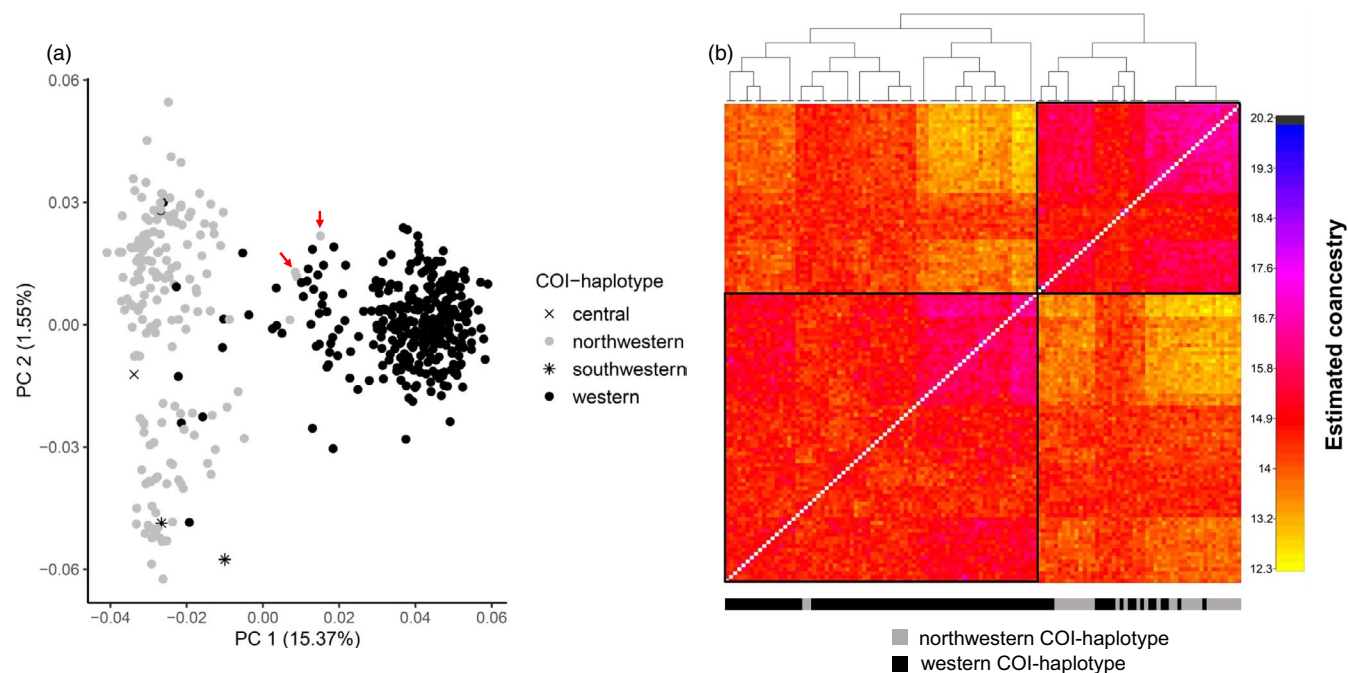 (a)
0.06
0.03
0.00
−0.03
−0.06
PC 2 (1.55%)
−0.04
−0.02
0.00
0.02
0.04
0.06
PC 1 (15.37%)
COI−haplotype
central
northwestern
southwestern
western
(b)
20.2
19.3
18.4
17.6
16.7
15.8
14.9
14
13.2
12.3
Estimated coancestry
northwestern COI-haplotype
western COI-haplotype